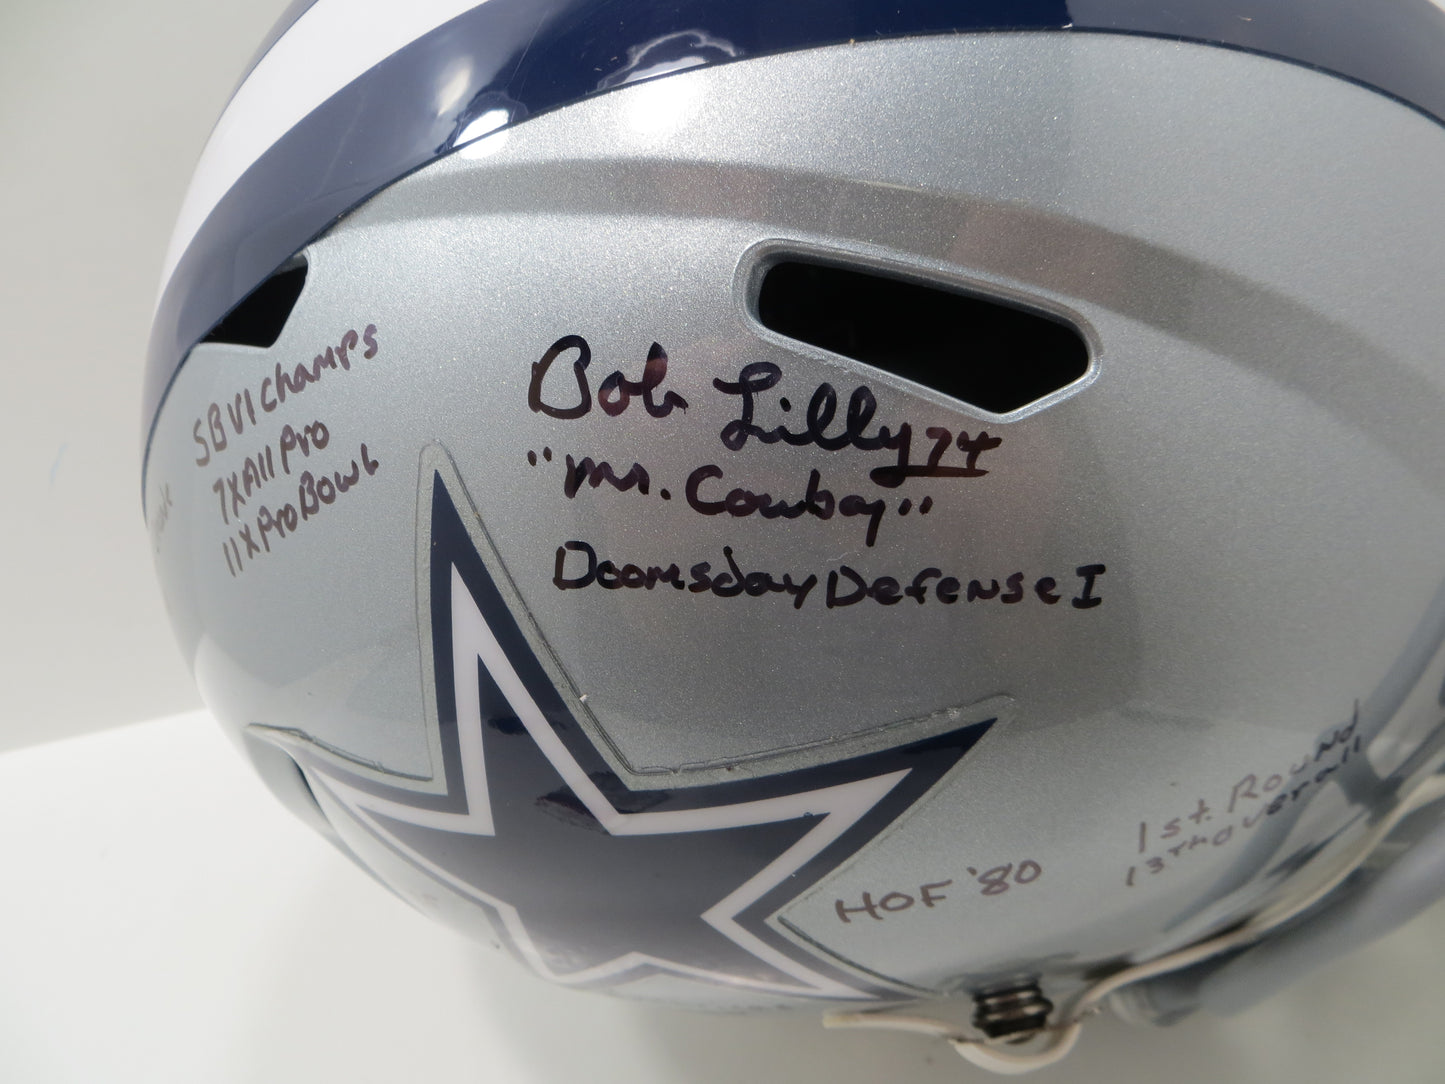 SB VI Champs
7X All Pro
11X Pro Bowl
Bob Lilly 74
"Mr. Cowboy"
Doomsday Defense I
HOF '80
1st. Round
13th overall